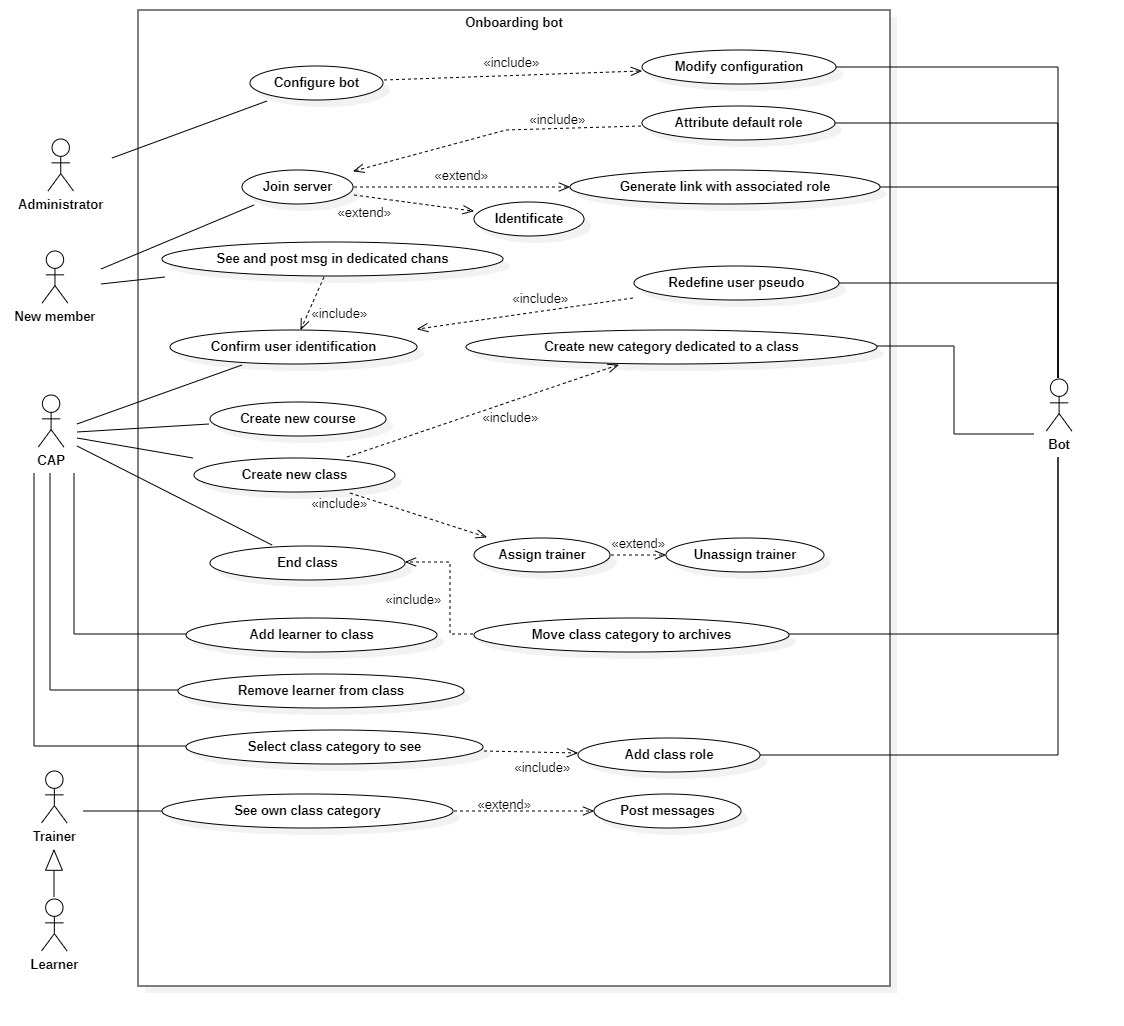 Onboarding bot
«include»
Modify configuration
Configure bot
«include»
Attribute default role
Administrator
Join server
«extend»
Generate link with associated role
«extend»
Identificate
New member
See and post msg in dedicated chans
Redefine user pseudo
«include»
«include»
Confirm user identification
Create new category dedicated to a class
Create new course
«include»
CAP
Bot
Create new class
«include»
Assign trainer
«extend»
Unassign trainer
End class
«include»
Add learner to class
Move class category to archives
Remove learner from class
Select class category to see
«include»
Add class role
Trainer
See own class category
«extend»
Post messages
Learner